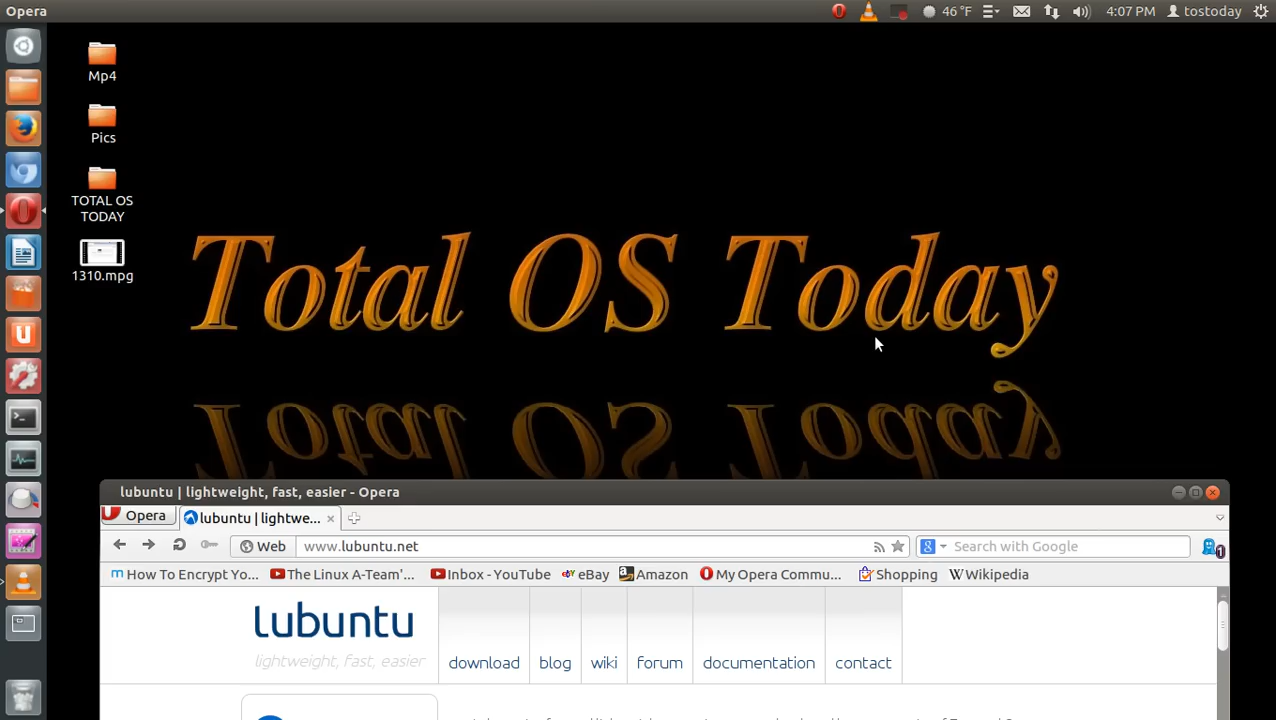 Opera
46 °F
4:07 PM
tostoday
Mp4
Pics
TOTAL OS
TODAY
1310.mpg
Total OS Today
lubuntu | lightweight, fast, easier - Opera
Opera
lubuntu | lightwe...
Web
www.lubuntu.net
Search with Google
1
How To Encrypt Yo...
The Linux A-Team'...
Inbox - YouTube
eBay
Amazon
My Opera Commu...
Shopping
Wikipedia
lubuntu
lightweight, fast, easier
download
blog
wiki
forum
documentation
contact